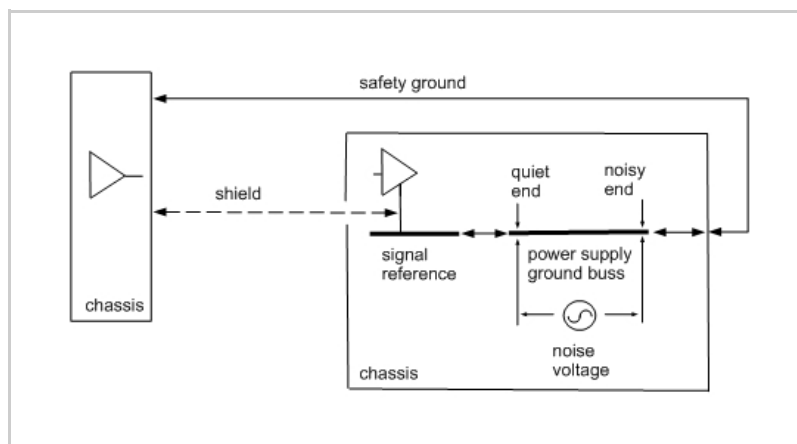 safety ground
shield
quiet
end
noisy
end
signal
reference
power supply
ground buss
noise
voltage
chassis
chassis